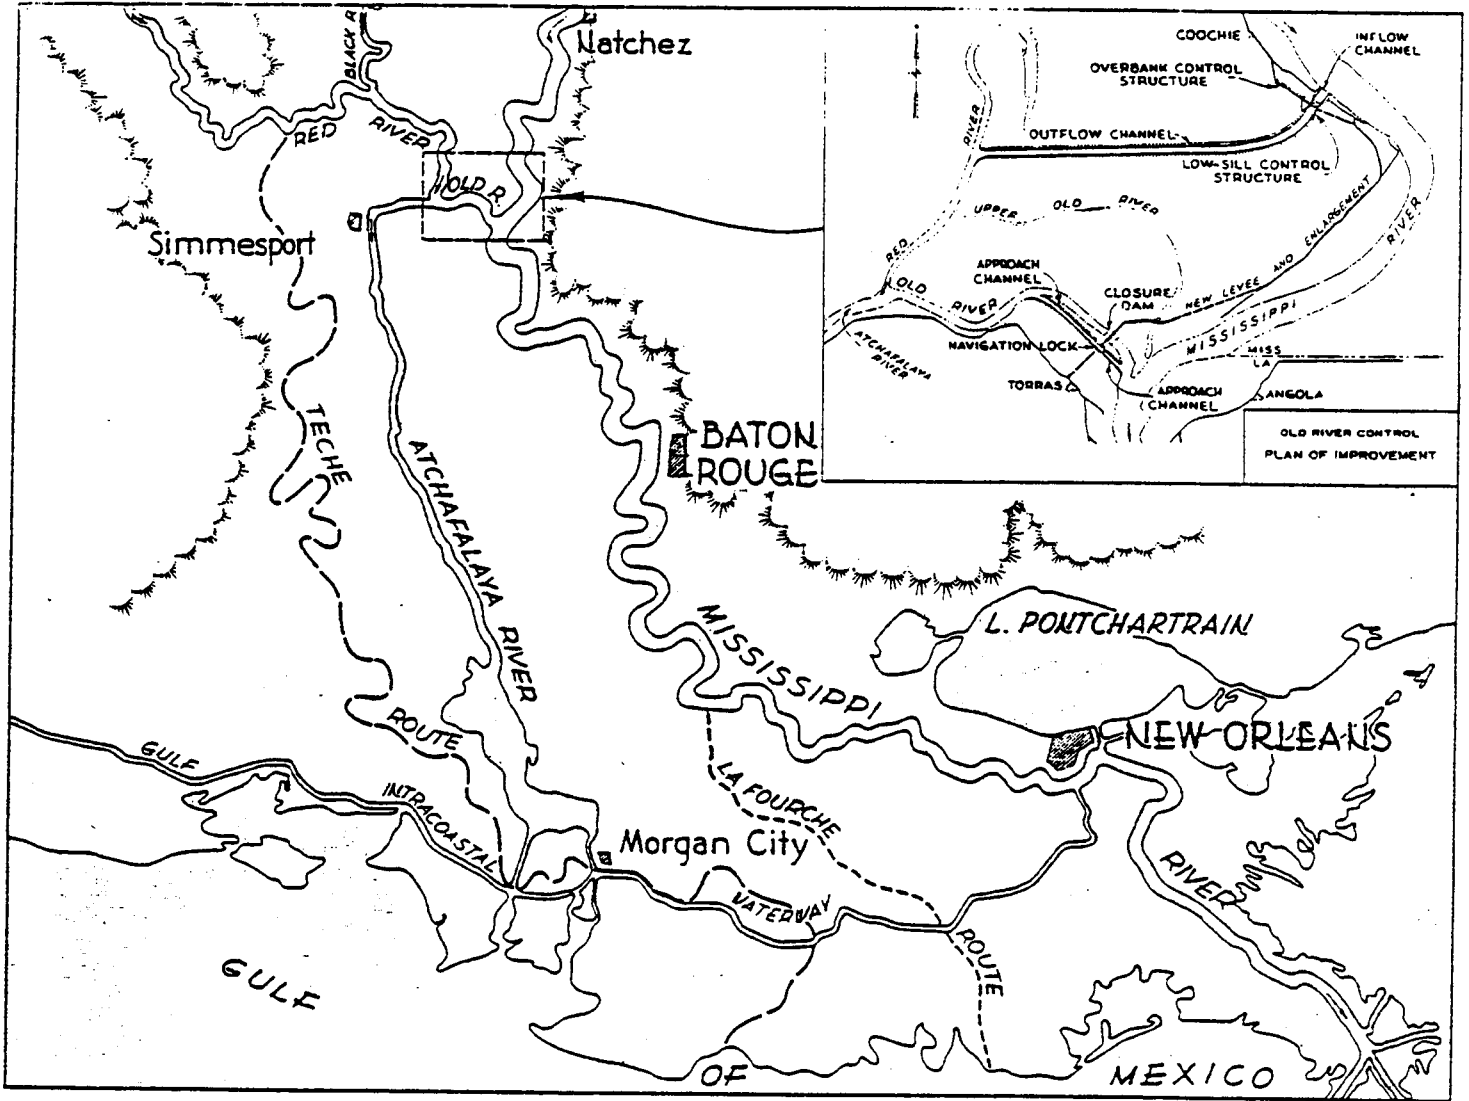 Natchez
BLACK R
RED
RIVER
OLD R.
Simmesport
TECHE
ROUTE
ATCHAFALAYA
RIVER
BATON
ROUGE
MISSISSIPPI
RIVER
L. PONTCHARTRAIN
NEW ORLEANS
LA FOURCHE
ROUTE
GULF
INTRACOASTAL
WATERWAY
Morgan City
GULF
OF
MEXICO
COOCHIE
INFLOW
CHANNEL
OVERBANK CONTROL
STRUCTURE
OUTFLOW CHANNEL
LOW-SILL CONTROL
STRUCTURE
RED
RIVER
UPPER OLD RIVER
APPROACH
CHANNEL
OLD
RIVER
CLOSURE
DAM
NEW LEVEE AND ENLARGEMENT
MISSISSIPPI
RIVER
ATCHAFALAYA
RIVER
NAVIGATION LOCK
TORRAS
APPROACH
CHANNEL
MISS
LA
ANGOLA
OLD RIVER CONTROL
PLAN OF IMPROVEMENT